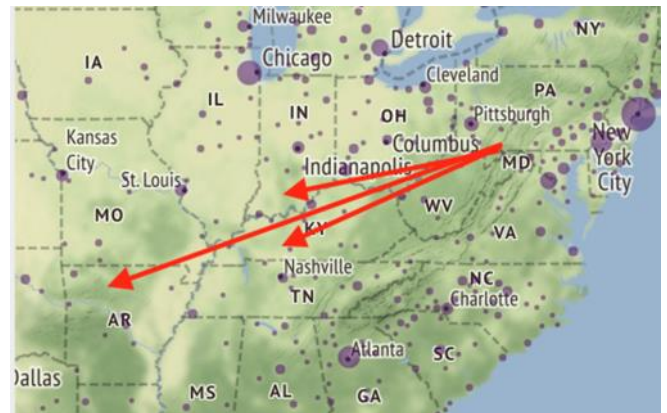 Milwaukee
NY
Detroit
IA
Chicago
Cleveland
PA
IL
IN
OH
Pittsburgh
New
York
City
Kansas
City
Columbus
Indianapolis
MD
St. Louis
WV
MO
KY
VA
Nashville
NC
TN
Charlotte
AR
Atlanta
SC
Dallas
MS
AL
GA